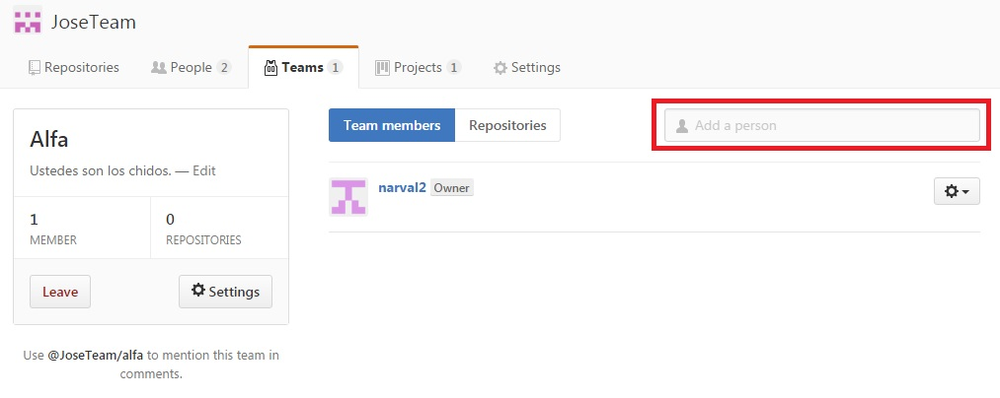 JoseTeam
Repositories People 2 Teams 1 Projects 1 Settings
Alfa
Ustedes son los chidos. — Edit
1 0
MEMBER REPOSITORIES
Leave Settings
Use @JoseTeam/alfa to mention this team in
comments.
Team members Repositories Add a person
narval2 Owner